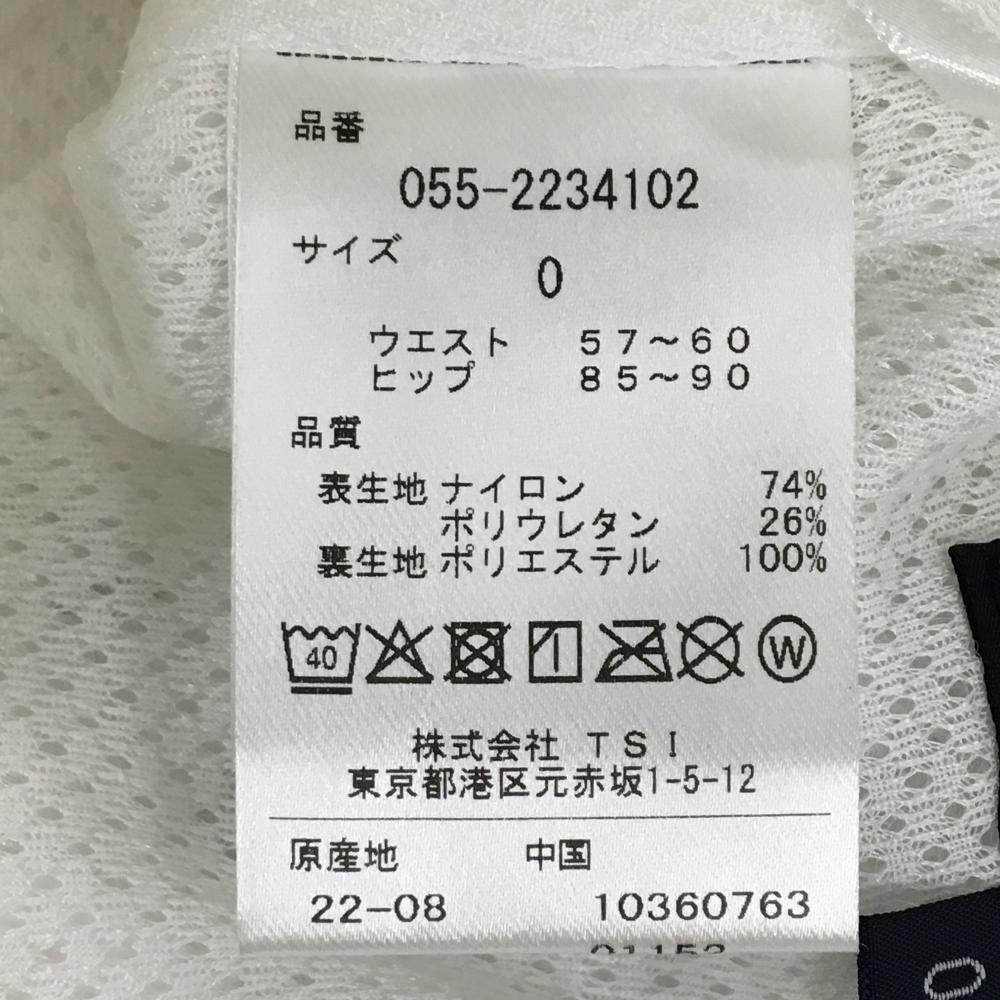 品番
055-2234102
サイズ
0
ウエスト 57～60
ヒップ 85～90
品質
表生地 ナイロン 74%
ポリウレタン 26%
裏生地 ポリエステル 100%
40 W
株式会社 TSI
東京都港区元赤坂1-5-12
原産地 中国
22-08 10360763
0